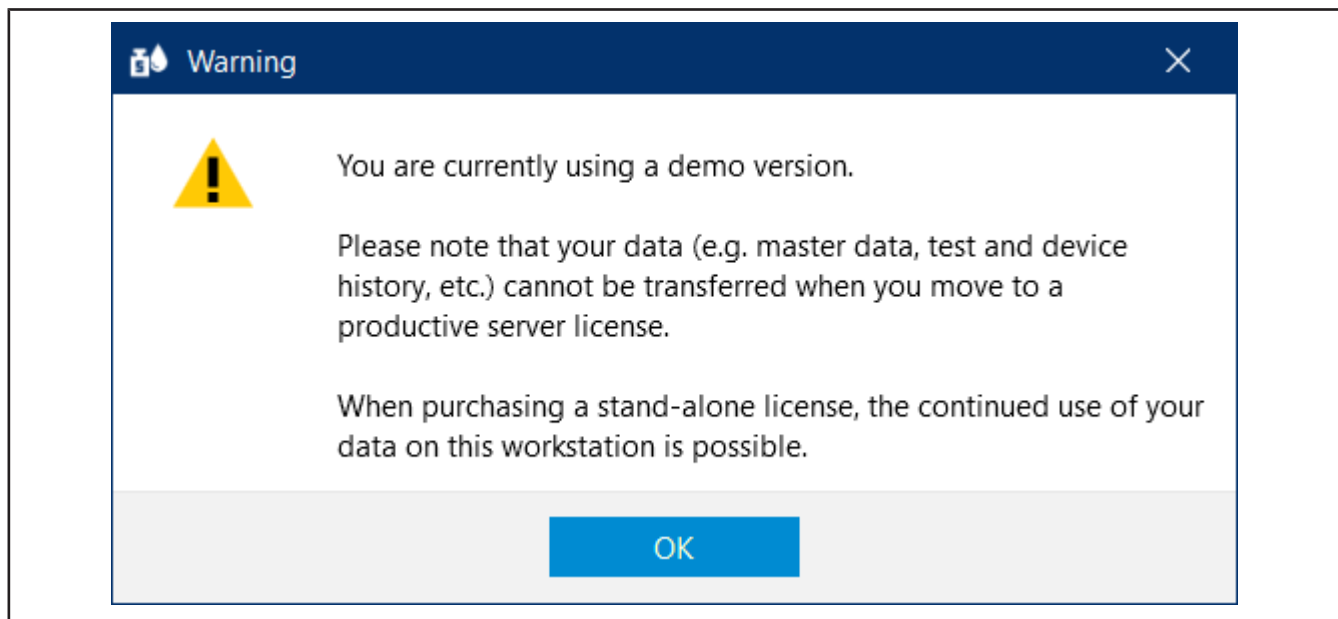 Warning
You are currently using a demo version.
Please note that your data (e.g. master data, test and device
history, etc.) cannot be transferred when you move to a
productive server license.
When purchasing a stand-alone license, the continued use of your
data on this workstation is possible.
OK